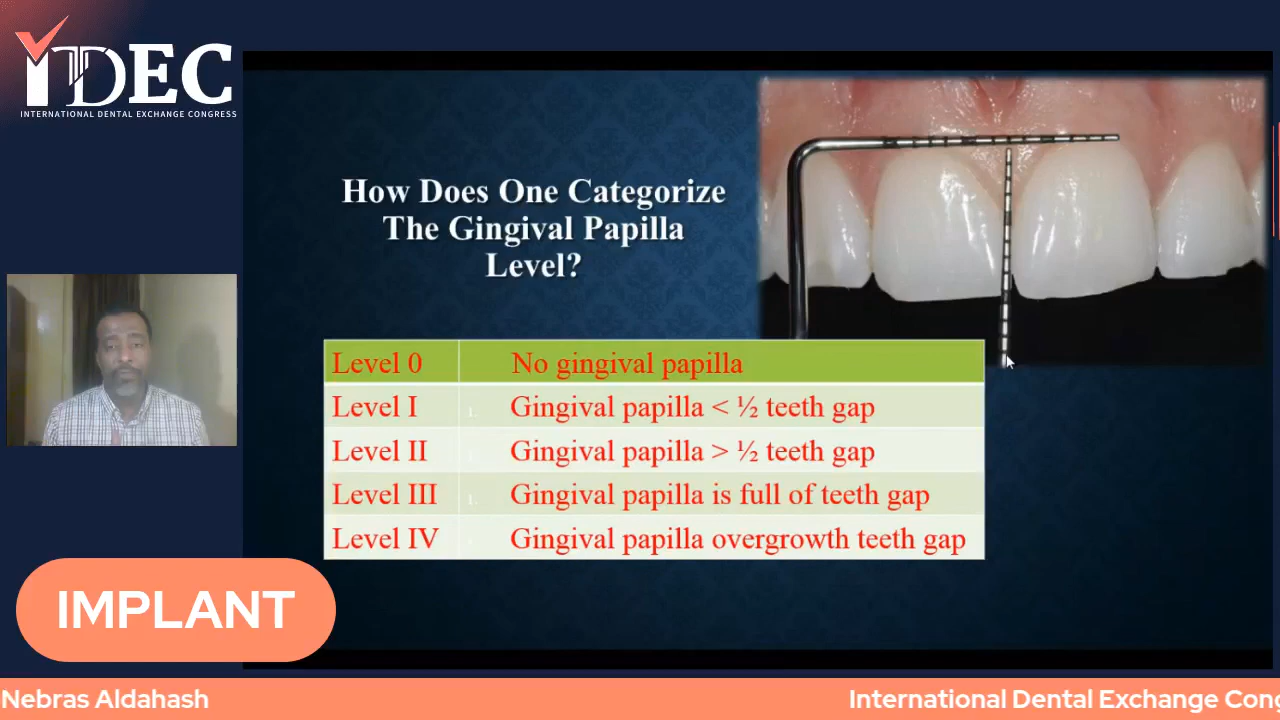 IDEC
INTERNATIONAL DENTAL EXCHANGE CONGRESS
How Does One Categorize
The Gingival Papilla
Level?
Level 0 No gingival papilla
Level I 1. Gingival papilla < ½ teeth gap
Level II Gingival papilla > ½ teeth gap
Level III 1. Gingival papilla is full of teeth gap
Level IV Gingival papilla overgrowth teeth gap
IMPLANT
Nebras Aldahash
International Dental Exchange Cong